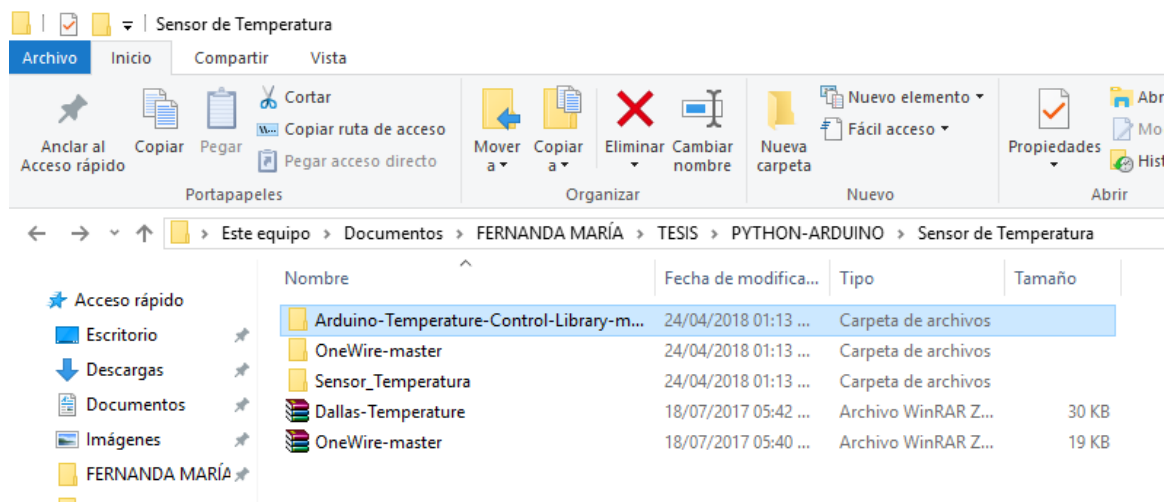 Sensor de Temperatura
Archivo Inicio Compartir Vista
Anclar al Acceso rápido
Copiar
Pegar
Cortar
Copiar ruta de acceso
Pegar acceso directo
Portapapeles
Mover a
Copiar a
Eliminar
Cambiar nombre
Organizar
Nueva carpeta
Nuevo elemento
Fácil acceso
Nuevo
Propiedades
Abr
Mo
Hist
Abrir
Este equipo > Documentos > FERNANDA MARÍA > TESIS > PYTHON-ARDUINO > Sensor de Temperatura
Acceso rápido
Escritorio
Descargas
Documentos
Imágenes
FERNANDA MARÍA
Nombre Fecha de modifica... Tipo Tamaño
Arduino-Temperature-Control-Library-m... 24/04/2018 01:13 ... Carpeta de archivos
OneWire-master 24/04/2018 01:13 ... Carpeta de archivos
Sensor_Temperatura 24/04/2018 01:13 ... Carpeta de archivos
Dallas-Temperature 18/07/2017 05:42 ... Archivo WinRAR Z... 30 KB
OneWire-master 18/07/2017 05:40 ... Archivo WinRAR Z... 19 KB